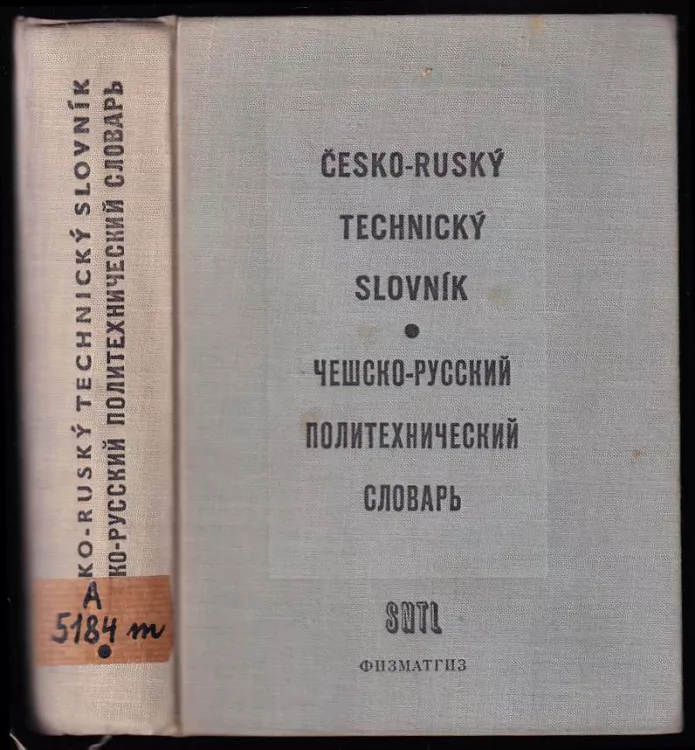 KO-RUSKÝ TECHNICKÝ SLOVNÍK
КО-РУССКИЙ ПОЛИТЕХНИЧЕСКИЙ СЛОВАРЬ
A
5184 m
ČESKO-RUSKÝ
TECHNICKÝ
SLOVNÍK
ЧЕШСКО-РУССКИЙ
ПОЛИТЕХНИЧЕСКИЙ
СЛОВАРЬ
SNTL
ФИЗМАТГИЗ